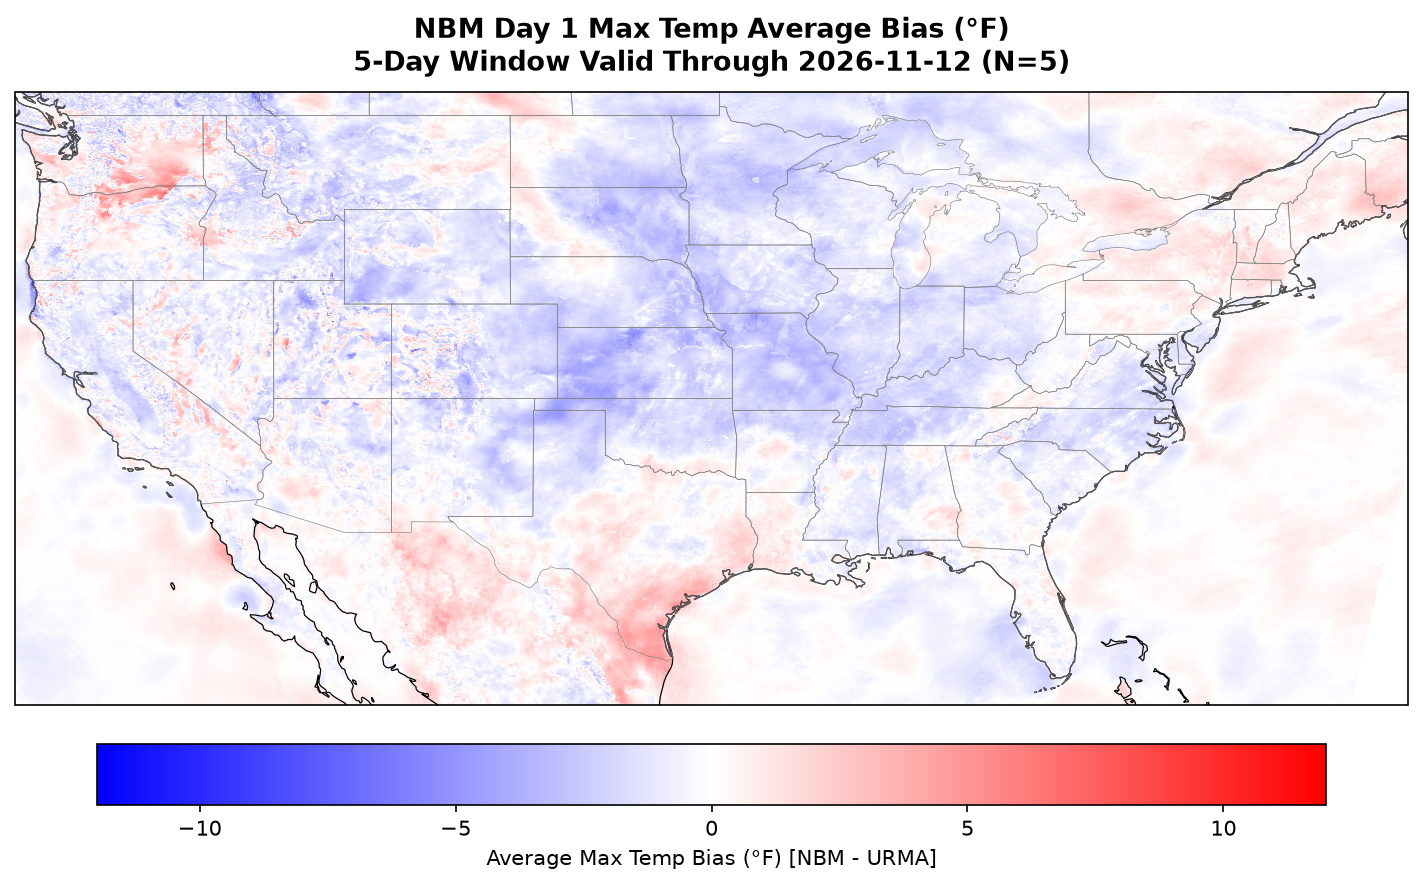 NBM Day 1 Max Temp Average Bias (°F)
5-Day Window Valid Through 2026-11-12 (N=5)
−10 −5 0 5 10
Average Max Temp Bias (°F) [NBM - URMA]